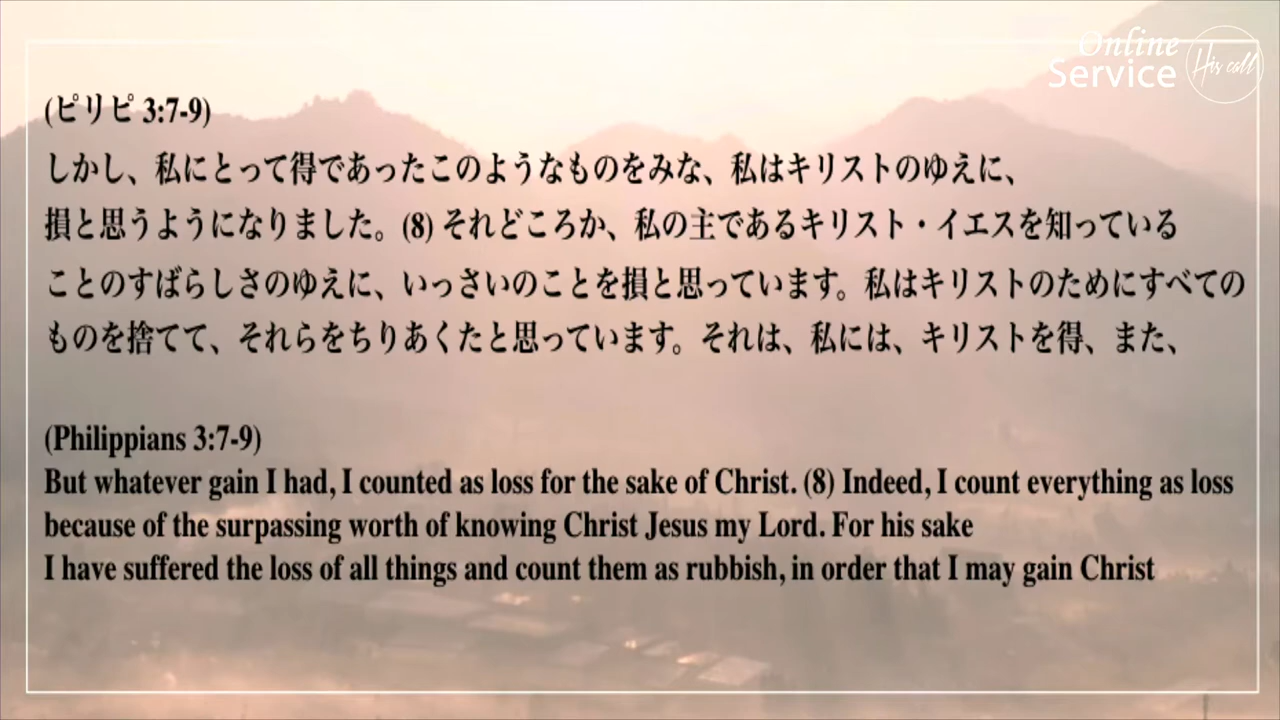 Online
Service
His call
(ピリピ 3:7-9)
しかし、私にとって得であったこのようなものをみな、私はキリストのゆえに、
損と思うようになりました。(8) それどころか、私の主であるキリスト・イエスを知っている
ことのすばらしさのゆえに、いっさいのことを損と思っています。私はキリストのためにすべての
ものを捨てて、それらをちりあくたと思っています。それは、私には、キリストを得、また、
(Philippians 3:7-9)
But whatever gain I had, I counted as loss for the sake of Christ. (8) Indeed, I count everything as loss
because of the surpassing worth of knowing Christ Jesus my Lord. For his sake
I have suffered the loss of all things and count them as rubbish, in order that I may gain Christ